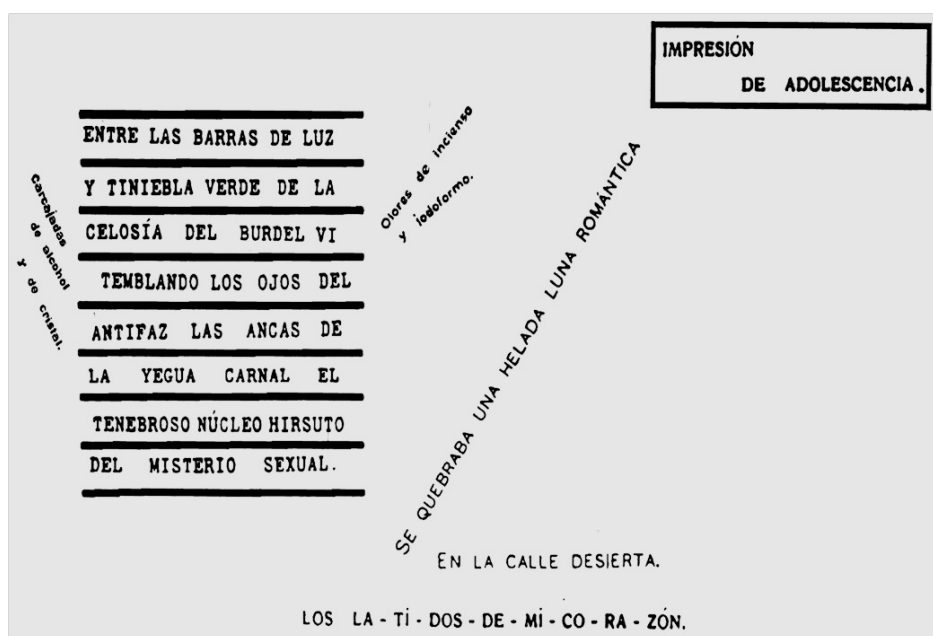 IMPRESIÓN
DE ADOLESCENCIA.
ENTRE LAS BARRAS DE LUZ
Y TINIEBLA VERDE DE LA
CELOSÍA DEL BURDEL VI
TEMBLANDO LOS OJOS DEL
ANTIFAZ LAS ANCAS DE
LA YEGUA CARNAL EL
TENEBROSO NÚCLEO HIRSUTO
DEL MISTERIO SEXUAL.
Carcajadas
de alcohol
y de cristal.
Olores de incienso
y iodoformo.
SE QUEBRABA UNA HELADA LUNA ROMÁNTICA
EN LA CALLE DESIERTA.
LOS LA - TI - DOS - DE - MI - CO - RA - ZÓN.